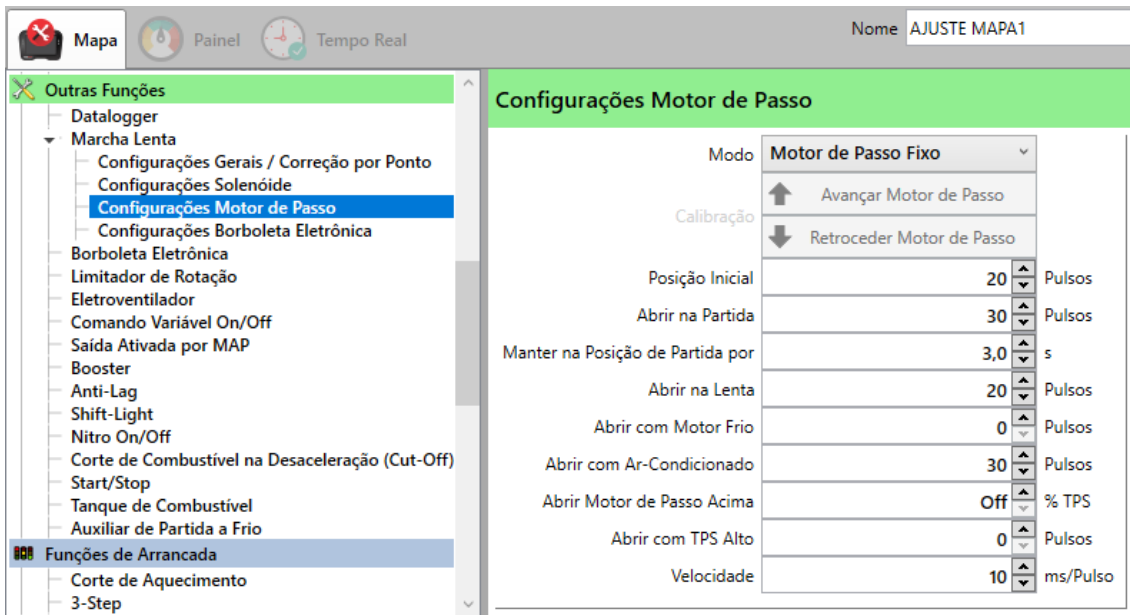 Mapa
Painel
Tempo Real
Nome AJUSTE MAPA1
Outras Funções
Datalogger
Marcha Lenta
Configurações Gerais / Correção por Ponto
Configurações Solenóide
Configurações Motor de Passo
Configurações Borboleta Eletrônica
Borboleta Eletrônica
Limitador de Rotação
Eletroventilador
Comando Variável On/Off
Saída Ativada por MAP
Booster
Anti-Lag
Shift-Light
Nitro On/Off
Corte de Combustível na Desaceleração (Cut-Off)
Start/Stop
Tanque de Combustível
Auxiliar de Partida a Frio
Funções de Arrancada
Corte de Aquecimento
3-Step
Configurações Motor de Passo
Modo Motor de Passo Fixo
Calibração
Avançar Motor de Passo
Retroceder Motor de Passo
Posição Inicial 20 Pulsos
Abrir na Partida 30 Pulsos
Manter na Posição de Partida por 3,0 s
Abrir na Lenta 20 Pulsos
Abrir com Motor Frio 0 Pulsos
Abrir com Ar-Condicionado 30 Pulsos
Abrir Motor de Passo Acima Off % TPS
Abrir com TPS Alto 0 Pulsos
Velocidade 10 ms/Pulso